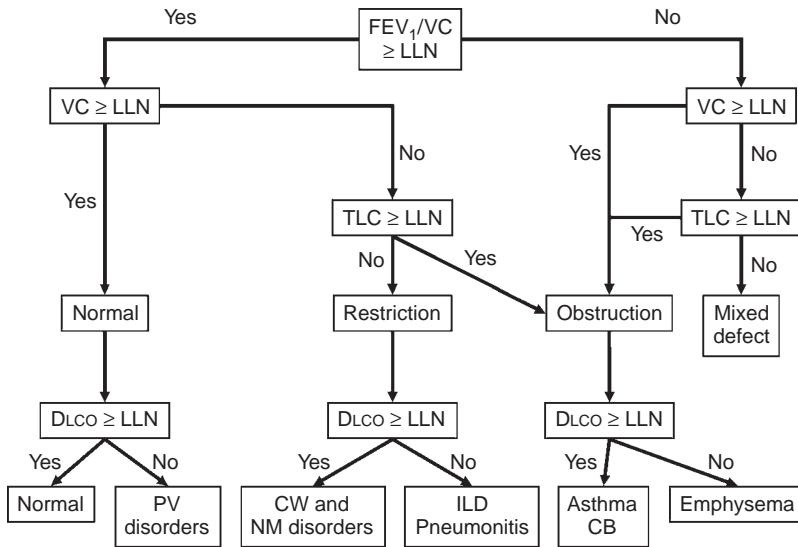 Yes
FEV₁/VC
≥ LLN
No
VC ≥ LLN
VC ≥ LLN
No
Yes
No
Yes
TLC ≥ LLN
TLC ≥ LLN
Yes
No
Yes
No
Normal
Restriction
Obstruction
Mixed
defect
DLCO ≥ LLN
DLCO ≥ LLN
DLCO ≥ LLN
Yes
No
Yes
No
Yes
No
Normal
PV
disorders
CW and
NM disorders
ILD
Pneumonitis
Asthma
CB
Emphysema